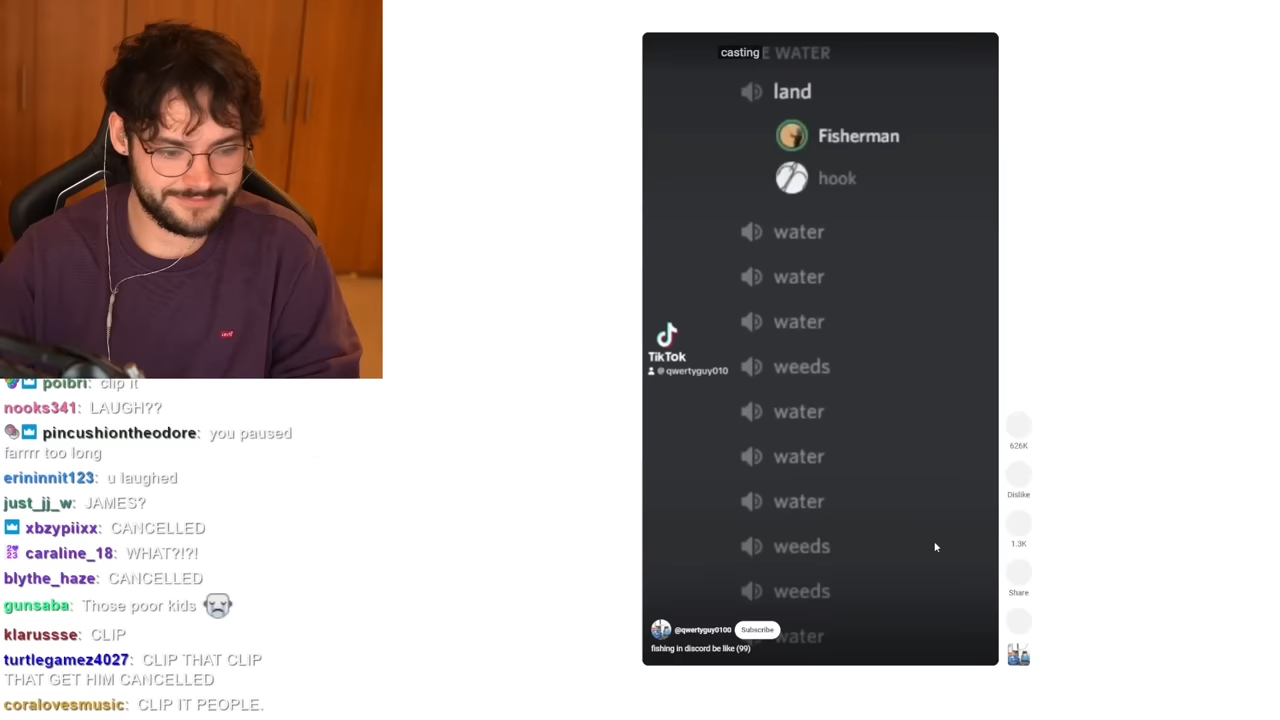 casting
E WATER
land
Fisherman
hook
water
water
water
weeds
water
water
water
weeds
weeds
water
TikTok
@qwertyguy010
@qwertyguy0100
Subscribe
fishing in discord be like (99)
626K
Dislike
1.3K
Share
poibri: clip it
nooks341: LAUGH??
pincushiontheodore: you paused
farrrr too long
erininnit123: u laughed
just_jj_w: JAMES?
xbzypiixx: CANCELLED
caraline_18: WHAT?!?!
blythe_haze: CANCELLED
gunsaba: Those poor kids
klarussse: CLIP
turtlegamez4027: CLIP THAT CLIP
THAT GET HIM CANCELLED
coralovesmusic: CLIP IT PEOPLE.